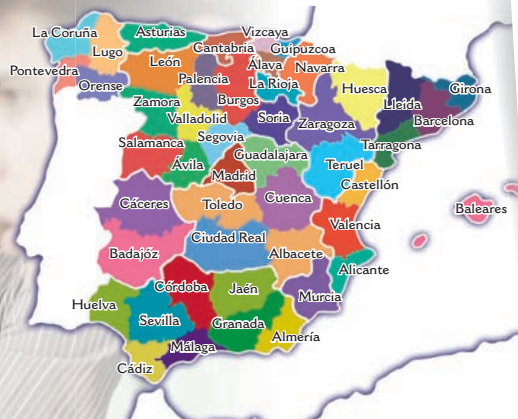 La Coruña
Asturias
Vizcaya
Lugo
Cantabria
Guipuzcoa
León
Álava
Navarra
Pontevedra
Palencia
La Rioja
Orense
Huesca
Girona
Zamora
Burgos
Lleida
Valladolid
Soria
Zaragoza
Barcelona
Segovia
Salamanca
Tarragona
Guadalajara
Ávila
Teruel
Madrid
Castellón
Cáceres
Toledo
Cuenca
Baleares
Valencia
Ciudad Real
Badajóz
Albacete
Alicante
Córdoba
Jaén
Murcia
Huelva
Sevilla
Granada
Almería
Málaga
Cádiz